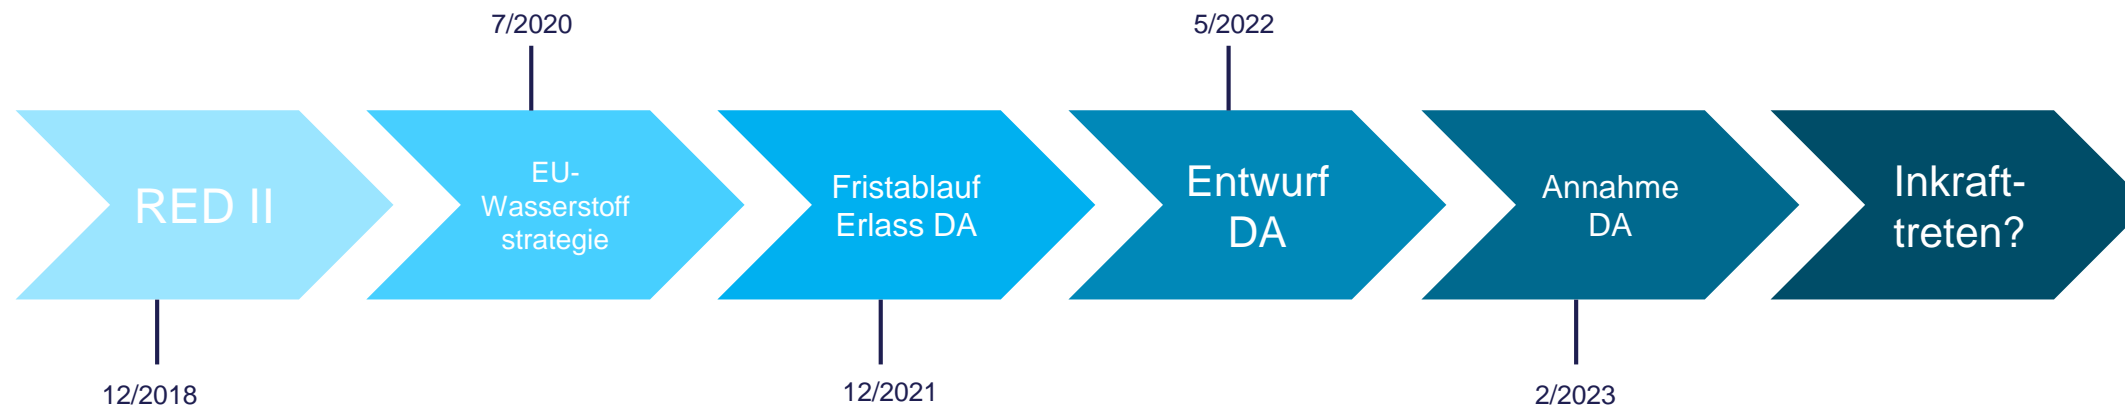 7/2020
5/2022
RED II
EU-
Wasserstoff
strategie
Fristablauf
Erlass DA
Entwurf
DA
Annahme
DA
Inkraft-
treten?
12/2018
12/2021
2/2023